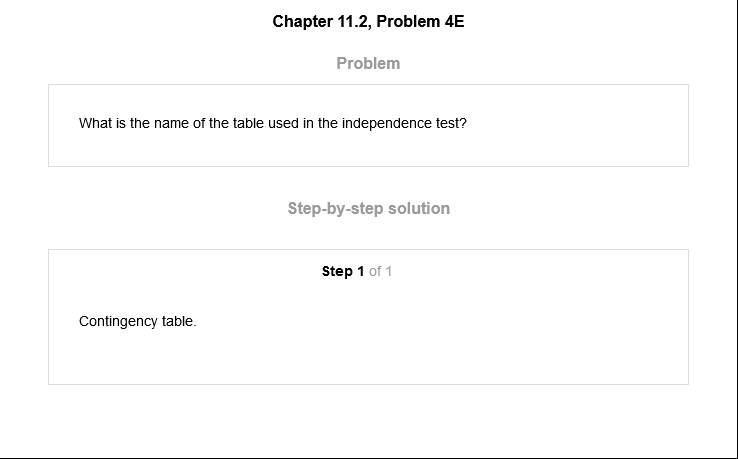 Chapter 11.2, Problem 4E
Problem
What is the name of the table used in the independence test?
Step-by-step solution
Step 1 of 1
Contingency table.